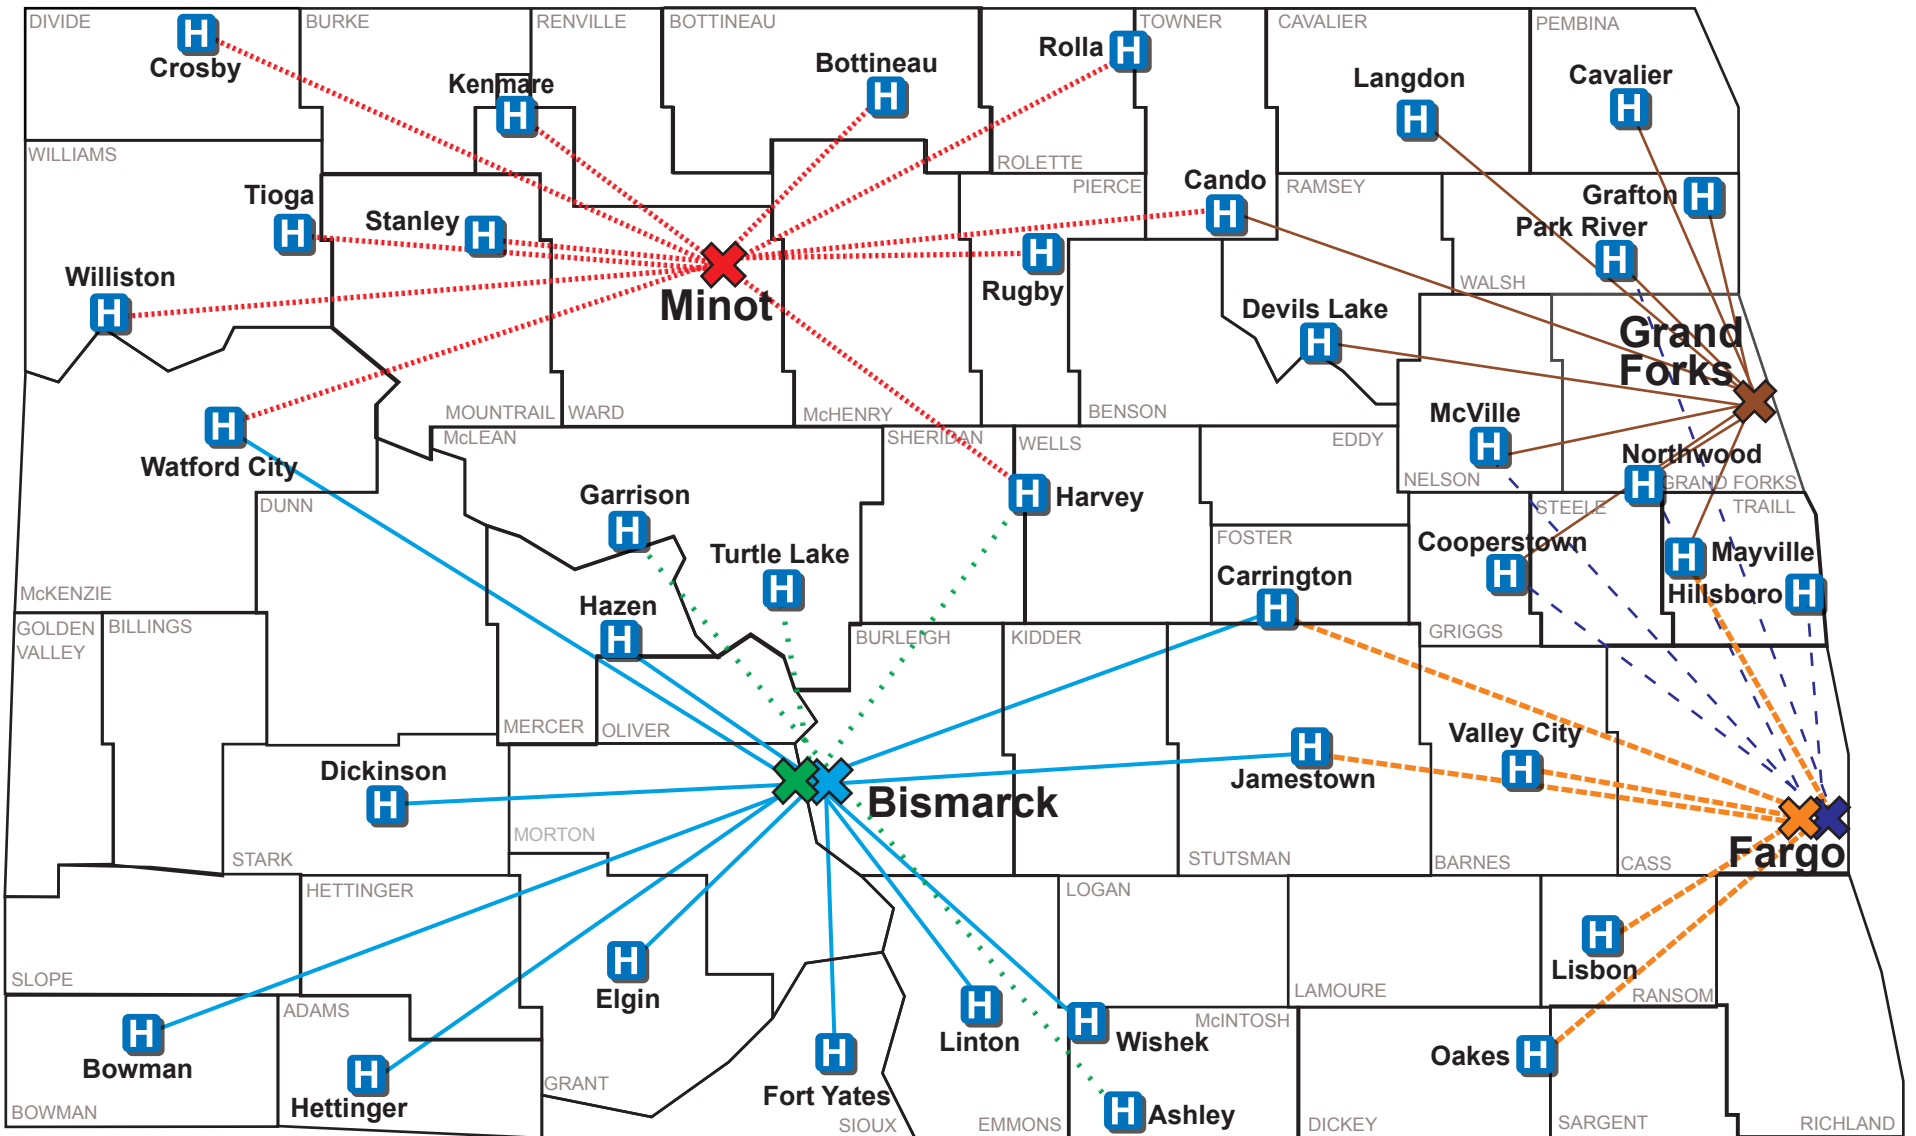 DIVIDE
BURKE
RENVILLE
BOTTINEAU
TOWNER
CAVALIER
PEMBINA
H
Crosby
Kenmare
H
Bottineau
H
Rolla H
Langdon
H
Cavalier
H
WILLIAMS
ROLETTE
PIERCE
RAMSEY
Tioga
H
Stanley H
Cando
H
Grafton H
Park River
H
Williston
H
Minot
H
Rugby
WALSH
Devils Lake
H
Grand
Forks
H
Watford City
MOUNTRAIL
WARD
McHENRY
BENSON
McVille
H
McLEAN
SHERIDAN
WELLS
EDDY
NELSON
Northwood
H
GRAND FORKS
DUNN
Garrison
H
H Harvey
STEELE
TRAILL
Turtle Lake
H
FOSTER
Carrington
H
Cooperstown
H
H Mayville
Hillsboro H
McKENZIE
Hazen
H
GOLDEN
VALLEY
BILLINGS
BURLEIGH
KIDDER
GRIGGS
MERCER
OLIVER
Dickinson
H
Bismarck
H
Jamestown
Valley City
H
MORTON
STARK
STUTSMAN
BARNES
CASS
Fargo
HETTINGER
LOGAN
SLOPE
H
Elgin
H
Lisbon
LAMOURE
RANSOM
ADAMS
H
Bowman
H
Linton
H
Wishek
McINTOSH
H
Hettinger
H
Fort Yates
Oakes H
GRANT
BOWMAN
SIOUX
EMMONS
H Ashley
DICKEY
SARGENT
RICHLAND